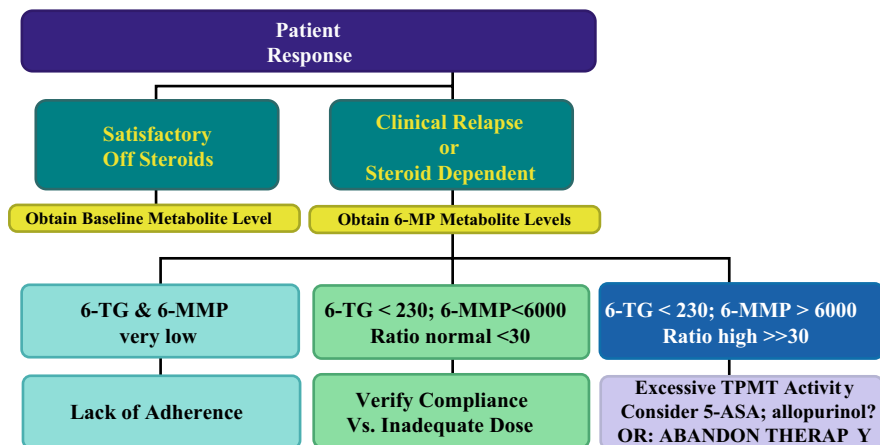 Patient
Response
Satisfactory
Off Steroids
Clinical Relapse
or
Steroid Dependent
Obtain Baseline Metabolite Level
Obtain 6-MP Metabolite Levels
6-TG & 6-MMP
very low
6-TG < 230; 6-MMP<6000
Ratio normal <30
6-TG < 230; 6-MMP > 6000
Ratio high >>30
Lack of Adherence
Verify Compliance
Vs. Inadequate Dose
Excessive TPMT Activity
Consider 5-ASA; allopurinol?
OR: ABANDON THERAP Y